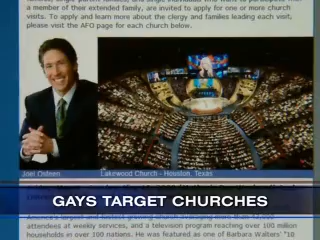 a member of their extended family, are invited to apply for one or more church
visits. To apply and learn more about the clergy and families leading each visit,
please visit the AFO page for each church below.
Joel Osteen
Lakewood Church - Houston, Texas
GAYS TARGET CHURCHES
attendees at weekly services, and a television program reaching over 100 million
households in over 100 nations. He was featured as one of Barbara Walters' "10